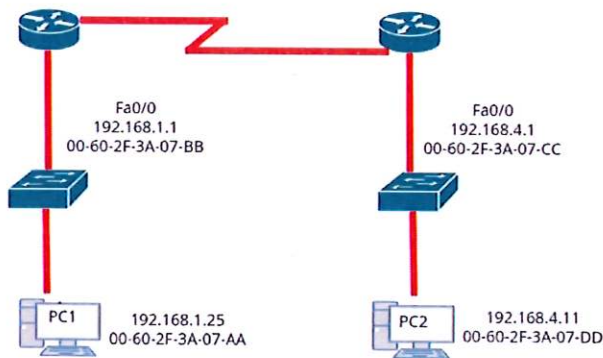 Fa0/0
192.168.1.1
00-60-2F-3A-07-BB
Fa0/0
192.168.4.1
00-60-2F-3A-07-CC
PC1
192.168.1.25
00-60-2F-3A-07-AA
PC2
192.168.4.11
00-60-2F-3A-07-DD